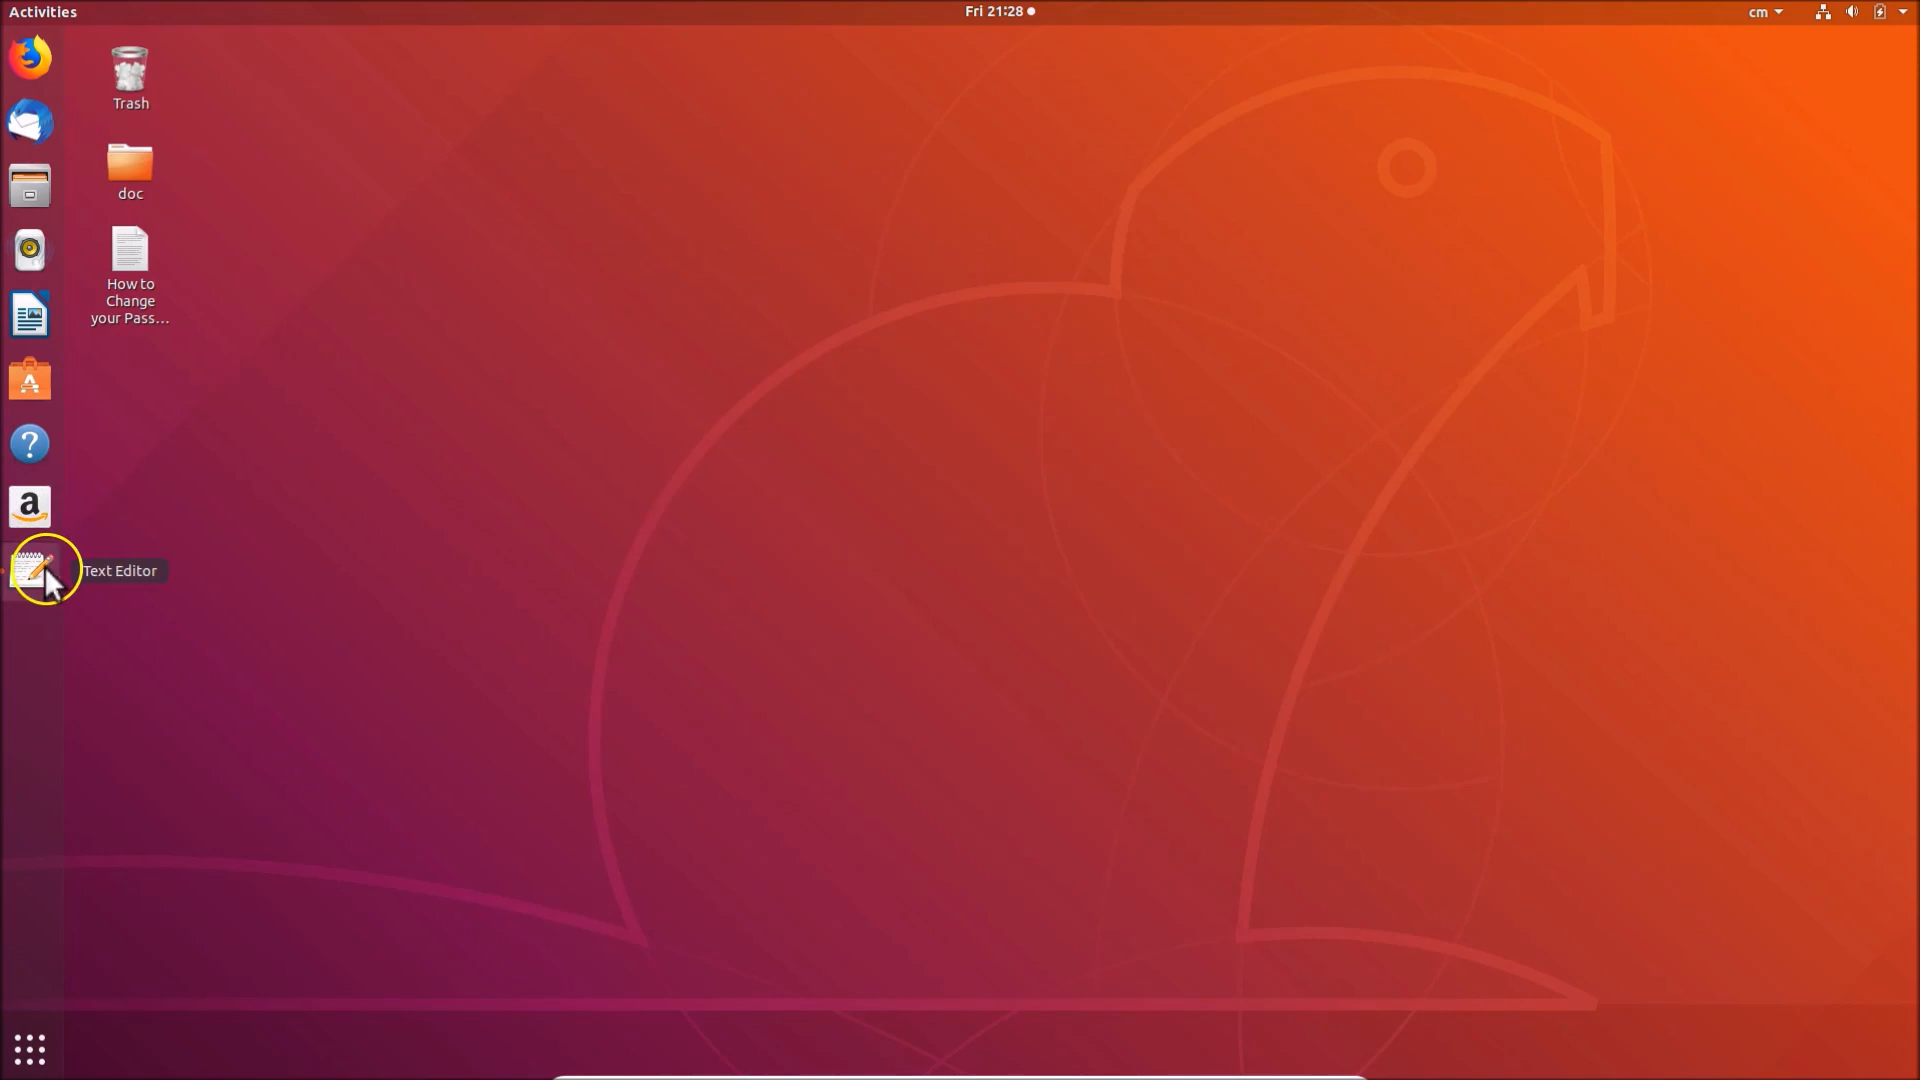 Activities
Fri 21:28
cm
Trash
doc
How to
Change
your Pass...
a
Text Editor